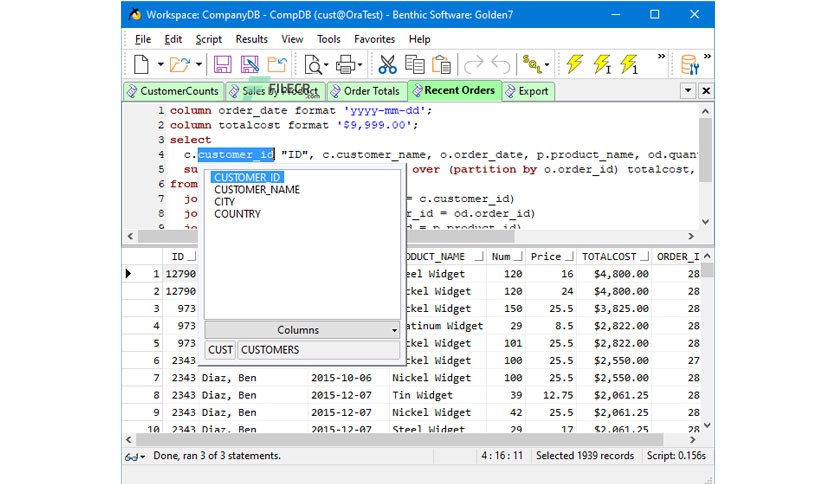 Workspace: CompanyDB - CompDB (cust@OraTest) - Benthic Software: Golden7
File Edit Script Results View Tools Favorites Help
SQL I 1 » »
CustomerCounts Sales by Product Order Totals Recent Orders Export
FILECR .com
1 column order_date format 'yyyy-mm-dd';
2 column totalcost format '$9,999.00';
3 select
4 c.customer_id "ID", c.customer_name, o.order_date, p.product_name, od.quan
5 su over (partition by o.order_id) totalcost,
6 from
7 jo = c.customer_id)
8 jo r_id = od.order_id)
9 jo d = p.product_id)
CUSTOMER_ID
CUSTOMER_NAME
CITY
COUNTRY
Columns
CUST CUSTOMERS
ID ODUCT_NAME Num Price TOTALCOST ORDER_I
1 12790 eel Widget 120 16 $4,800.00 28
2 12790 ckel Widget 120 24 $4,800.00 28
3 973 ckel Widget 150 25.5 $3,825.00 28
4 973 atinum Widget 29 8.5 $2,822.00 28
5 973 ckel Widget 101 25.5 $2,822.00 28
6 2343 ckel Widget 100 25.5 $2,550.00 27
7 2343 Diaz, Ben 2015-10-06 Nickel Widget 100 25.5 $2,550.00 28
8 2343 Diaz, Ben 2015-12-07 Tin Widget 39 12.75 $2,061.25 28
9 2343 Diaz, Ben 2015-12-07 Nickel Widget 42 25.5 $2,061.25 28
10 2343 Diaz, Ben 2015-12-07 Steel Widget 29 17 $2,061.25 28
Done, ran 3 of 3 statements. 4 : 16 : 11 Selected 1939 records Script: 0.156s